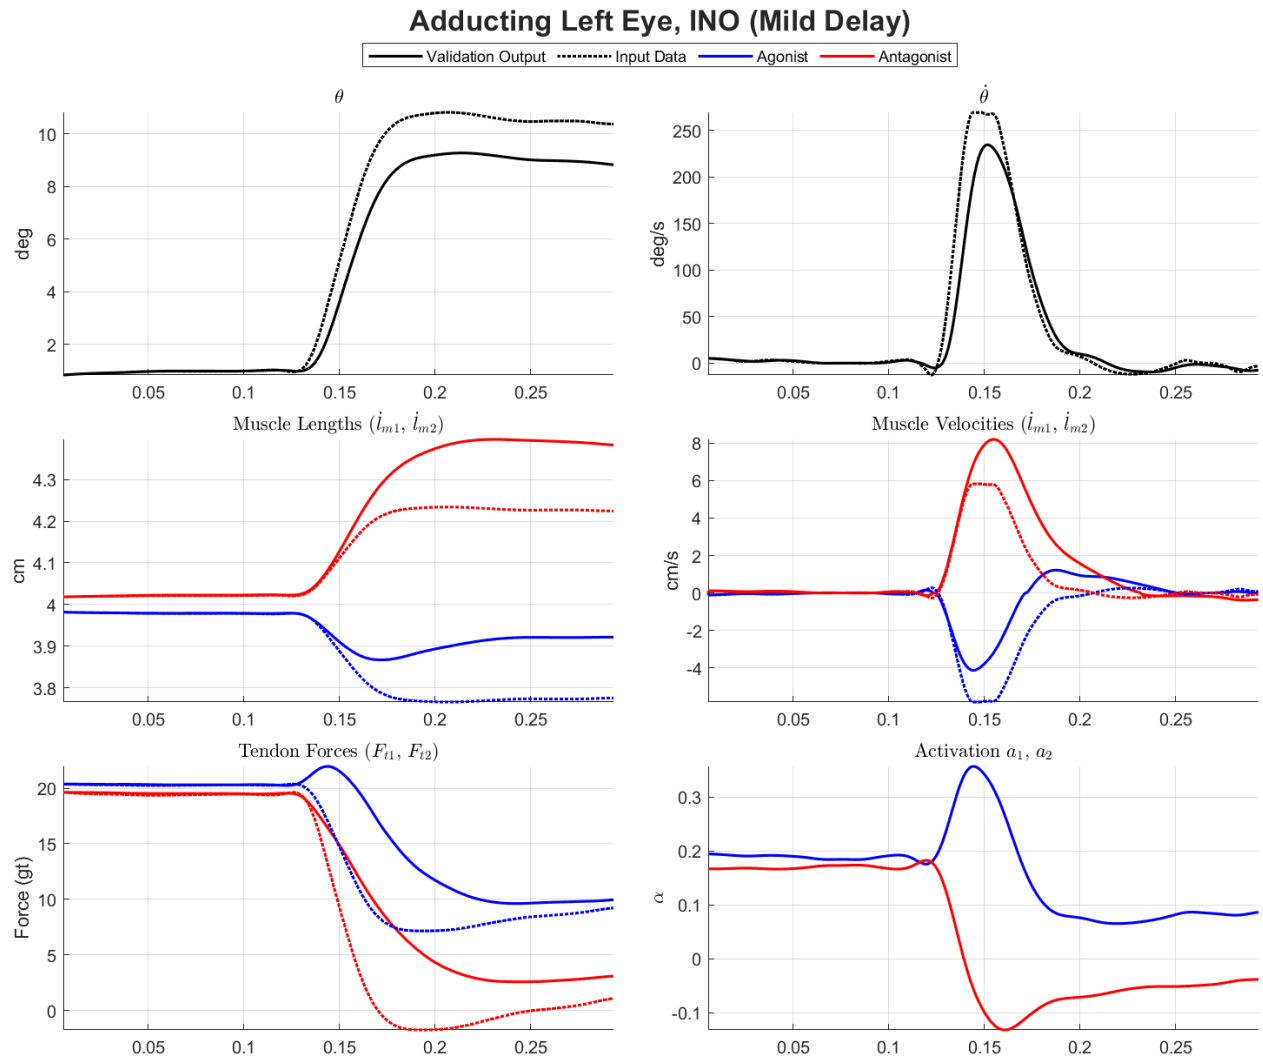 Adducting Left Eye, INO (Mild Delay)
Validation Output Input Data Agonist Antagonist
θ
deg
10
8
6
4
2
0.05 0.1 0.15 0.2 0.25
θ̇
deg/s
250
200
150
100
50
0
0.05 0.1 0.15 0.2 0.25
Muscle Lengths (l̇m1, l̇m2)
cm
4.3
4.2
4.1
4
3.9
3.8
0.05 0.1 0.15 0.2 0.25
Muscle Velocities (l̇m1, l̇m2)
cm/s
8
6
4
2
0
-2
-4
0.05 0.1 0.15 0.2 0.25
Tendon Forces (Ft1, Ft2)
Force (gt)
20
15
10
5
0
0.05 0.1 0.15 0.2 0.25
Activation a1, a2
α
0.3
0.2
0.1
0
-0.1
0.05 0.1 0.15 0.2 0.25